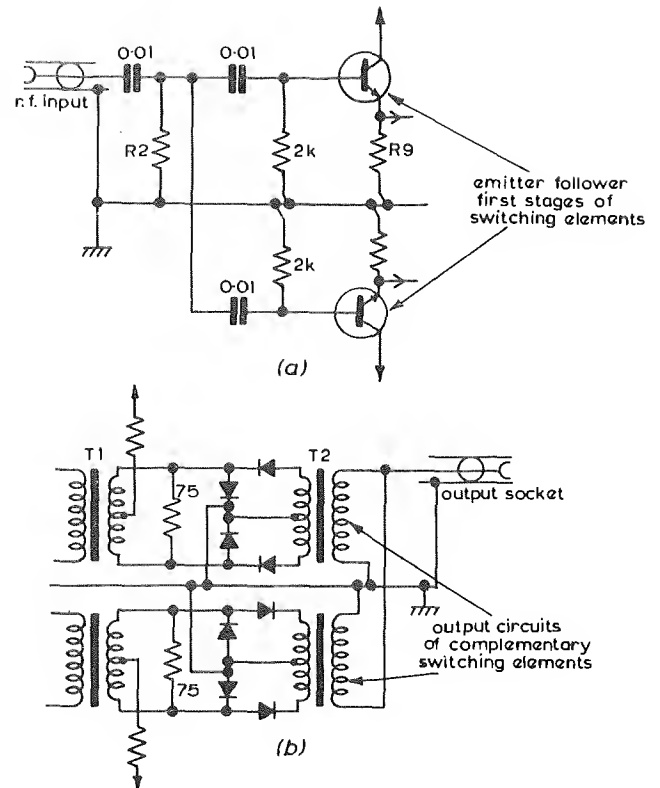 0·01
0·01
r.f. input
R2
2k
R9
emitter follower
first stages of
switching elements
2k
0·01
(a)
T1
T2
75
output socket
output circuits
of complementary
switching elements
75
(b)